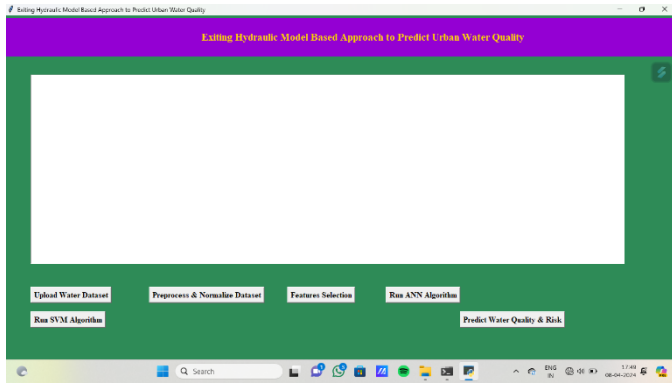 Exiting Hydraulic Model Based Approach to Predict Urban Water Quality
Exiting Hydraulic Model Based Approach to Predict Urban Water Quality
Upload Water Dataset
Preprocess & Normalize Dataset
Features Selection
Run ANN Algorithm
Run SVM Algorithm
Predict Water Quality & Risk
Search
ENG
IN
17:49
06-04-2024